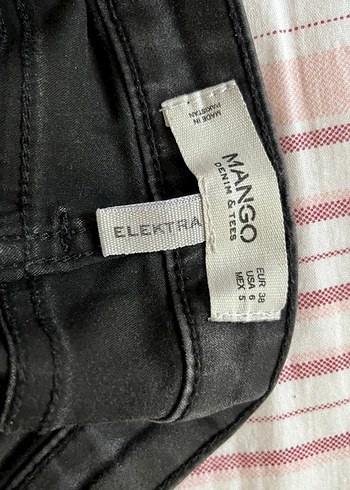 MADE IN
PAKISTAN
MANGO
DENIM & TEES
EUR 38
USA 6
MEX 5
ELEKTRA